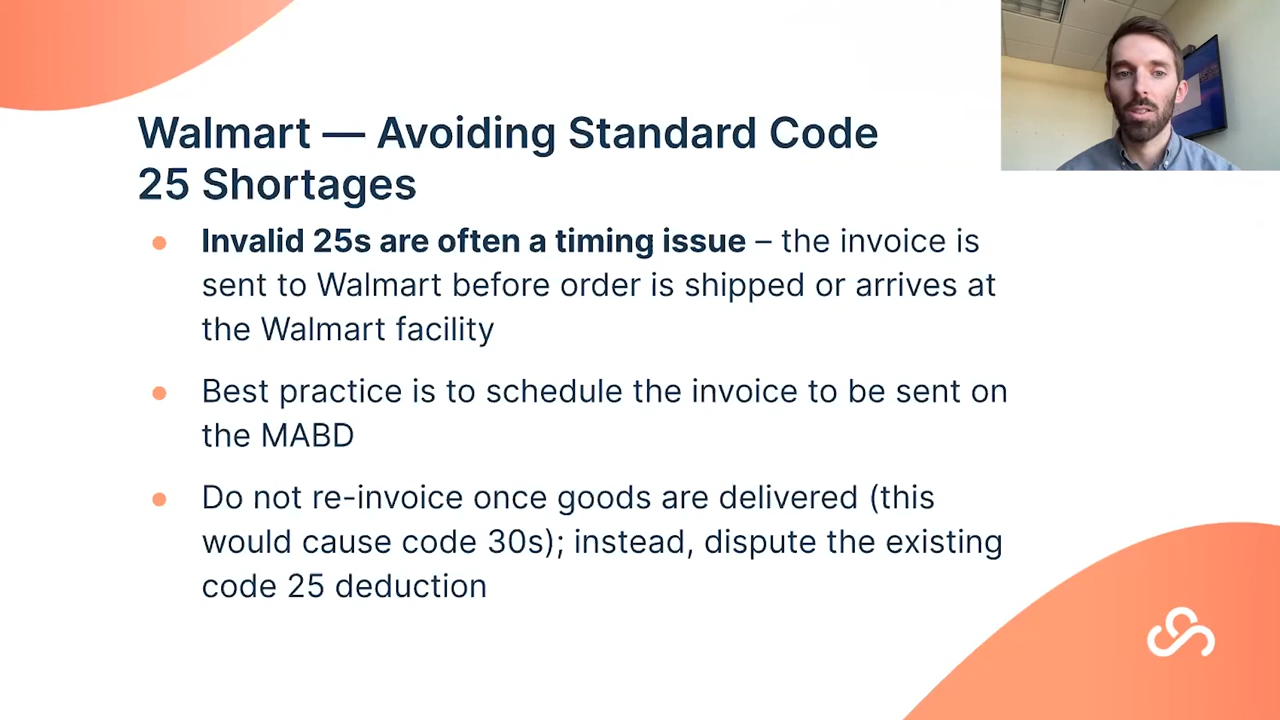 Walmart — Avoiding Standard Code
25 Shortages
● Invalid 25s are often a timing issue – the invoice is
sent to Walmart before order is shipped or arrives at
the Walmart facility
● Best practice is to schedule the invoice to be sent on
the MABD
● Do not re-invoice once goods are delivered (this
would cause code 30s); instead, dispute the existing
code 25 deduction